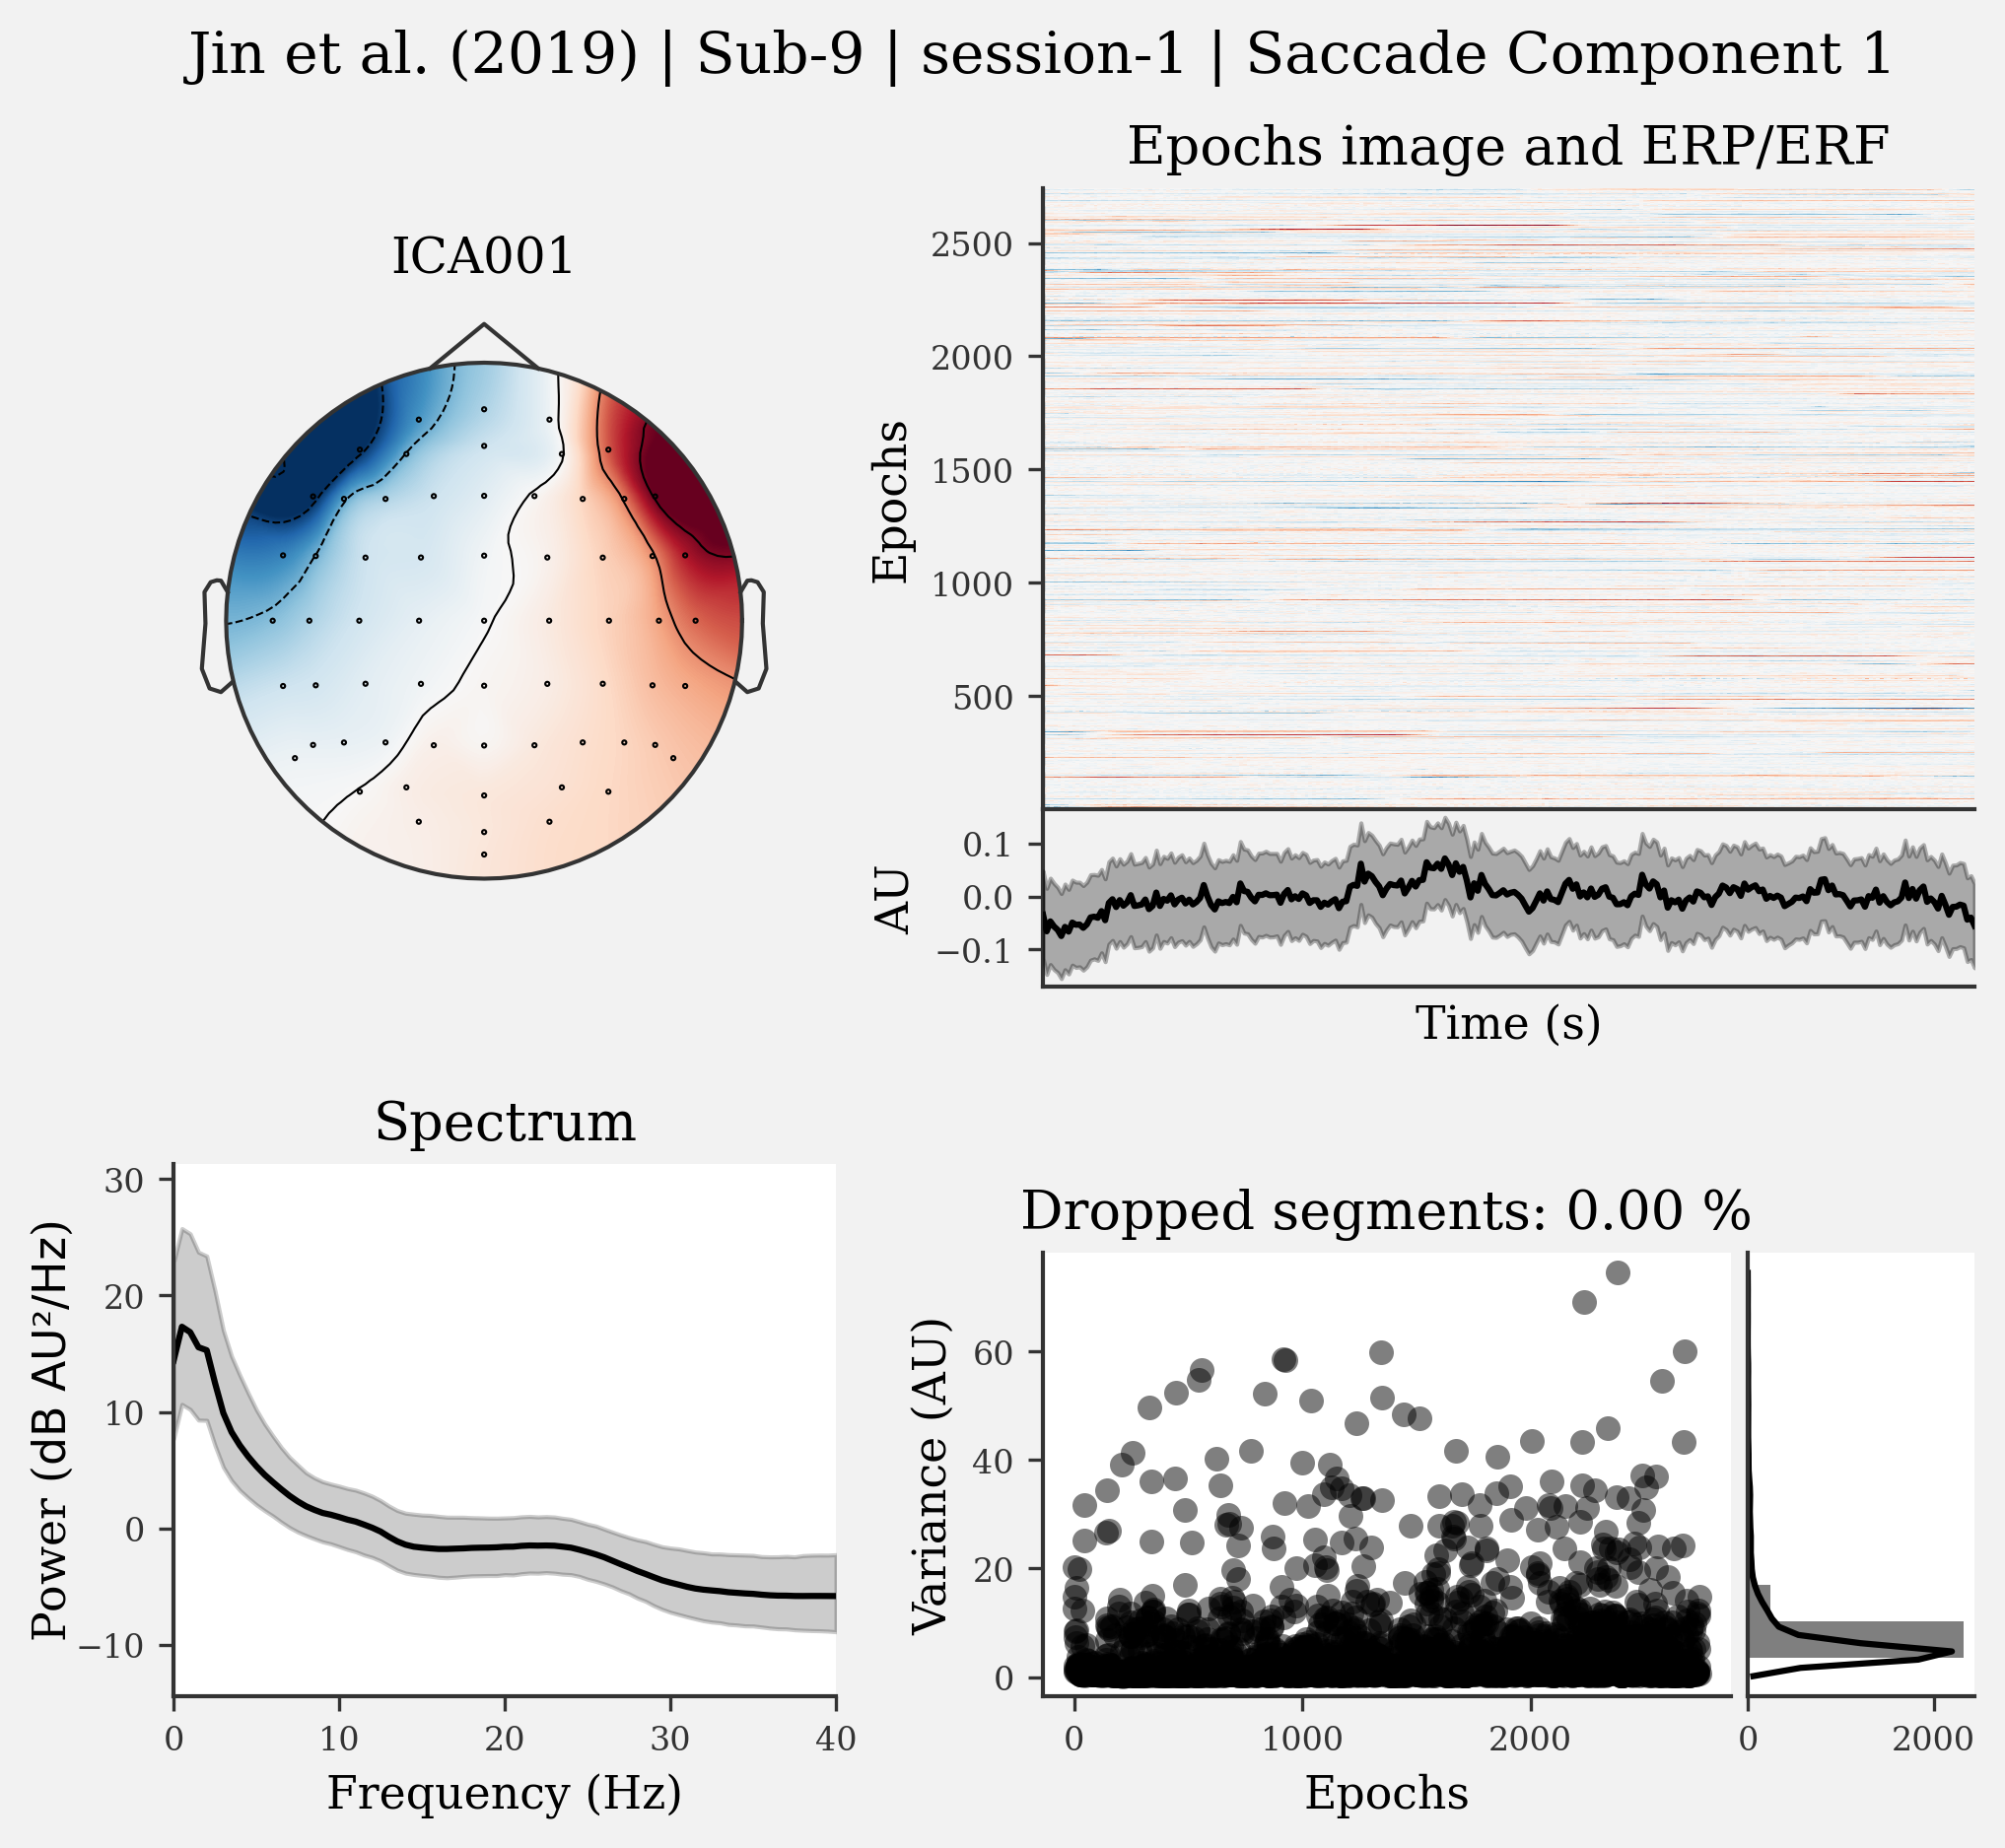 Jin et al. (2019) | Sub-9 | session-1 | Saccade Component 1
ICA001
Epochs image and ERP/ERF
Epochs
2500
2000
1500
1000
500
AU
0.1
0.0
−0.1
Time (s)
Spectrum
Power (dB AU²/Hz)
30
20
10
0
−10
0 10 20 30 40
Frequency (Hz)
Dropped segments: 0.00 %
Variance (AU)
60
40
20
0
0 1000 2000
Epochs
0 2000